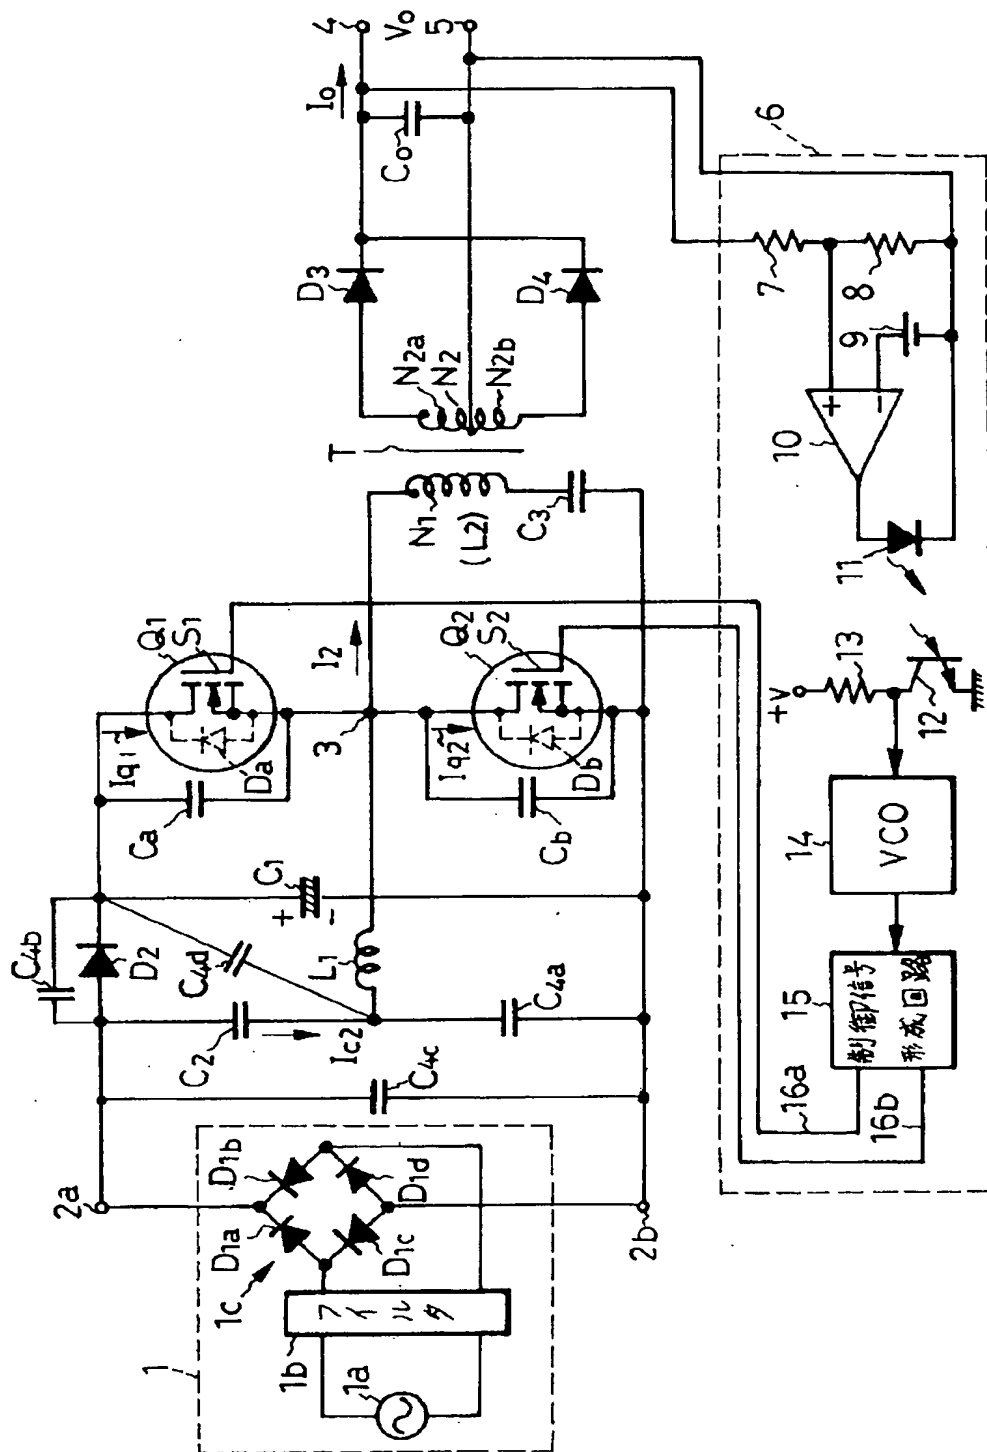 1
1a
1b
フィルタ
1c
D1a
D1b
D1c
D1d
2a
2b
C4c
C2
Ic2
C4b
D2
C4d
L1
C4a
C1
+
-
Ca
Iq1
Da
Q1
S1
3
I2
Cb
Iq2
Db
Q2
S2
N1
(L2)
C3
T
N2a
N2
N2b
D3
D4
Co
Io
4
Vo
5
6
7
8
9
10
+
-
11
12
13
+V
14
VCO
15
制御信号
形成回路
16a
16b